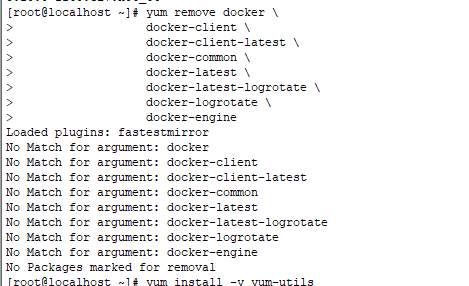 [root@localhost ~]# yum remove docker \
> docker-client \
> docker-client-latest \
> docker-common \
> docker-latest \
> docker-latest-logrotate \
> docker-logrotate \
> docker-engine
Loaded plugins: fastestmirror
No Match for argument: docker
No Match for argument: docker-client
No Match for argument: docker-client-latest
No Match for argument: docker-common
No Match for argument: docker-latest
No Match for argument: docker-latest-logrotate
No Match for argument: docker-logrotate
No Match for argument: docker-engine
No Packages marked for removal
[root@localhost ~]# yum install -y yum-utils